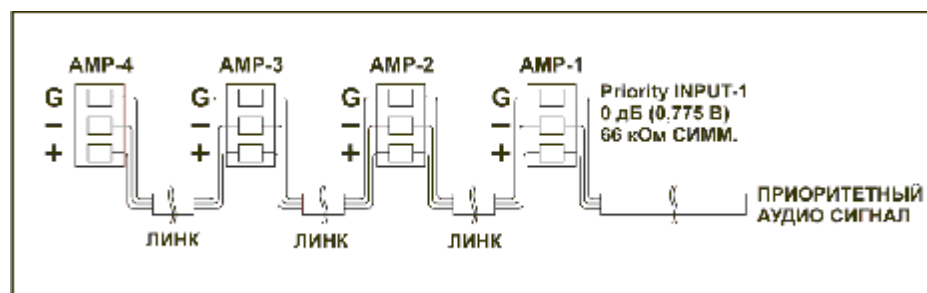 AMP-4 AMP-3 AMP-2 AMP-1
G G G G
– – – –
+ + + +
Priority INPUT-1
0 дБ (0,775 В)
66 кОм СИММ.
ПРИОРИТЕТНЫЙ
АУДИО СИГНАЛ
ЛИНК ЛИНК ЛИНК